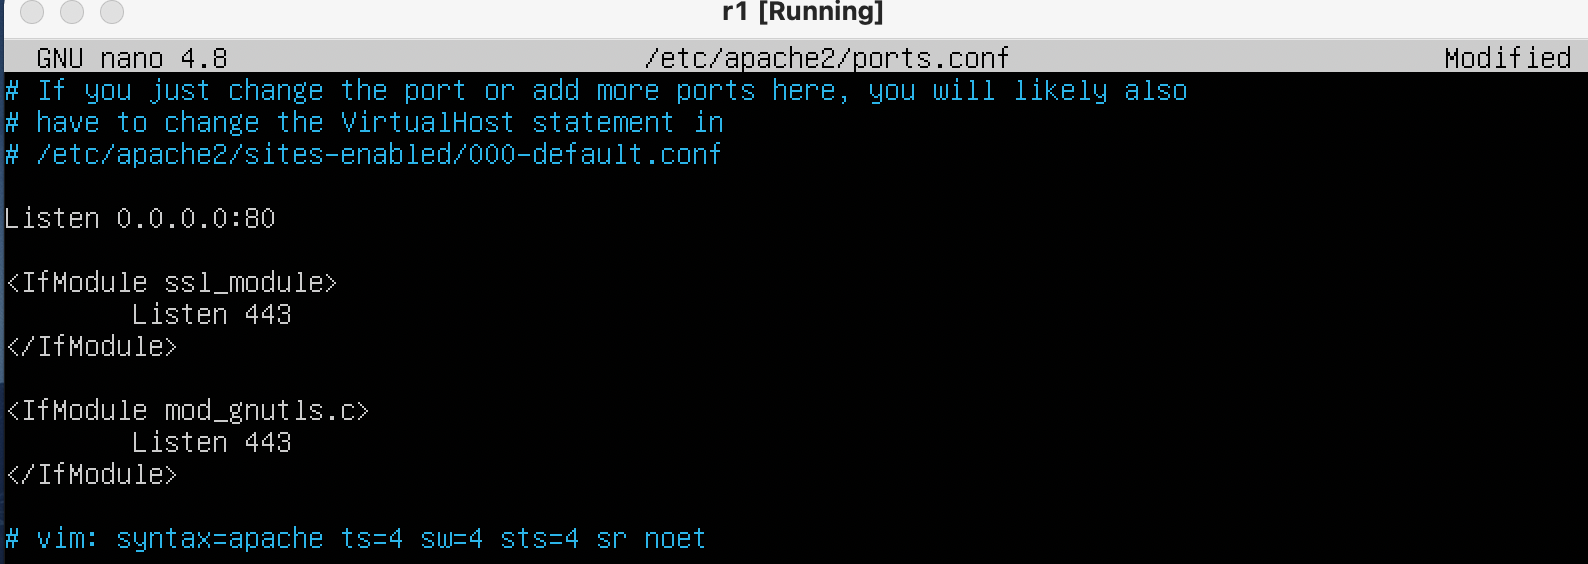 r1 [Running]
GNU nano 4.8 /etc/apache2/ports.conf Modified
# If you just change the port or add more ports here, you will likely also
# have to change the VirtualHost statement in
# /etc/apache2/sites-enabled/000-default.conf
Listen 0.0.0.0:80
<IfModule ssl_module>
Listen 443
</IfModule>
<IfModule mod_gnutls.c>
Listen 443
</IfModule>
# vim: syntax=apache ts=4 sw=4 sts=4 sr noet